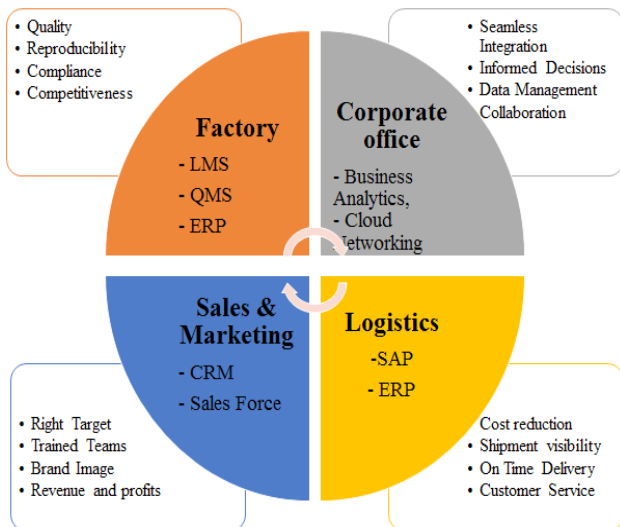 • Quality
• Reproducibility
• Compliance
• Competitiveness
• Seamless
Integration
• Informed Decisions
• Data Management
Collaboration
Factory
- LMS
- QMS
- ERP
Corporate
office
- Business
Analytics,
- Cloud
Networking
Sales &
Marketing
- CRM
- Sales Force
Logistics
-SAP
- ERP
• Right Target
• Trained Teams
• Brand Image
• Revenue and profits
Cost reduction
• Shipment visibility
• On Time Delivery
• Customer Service